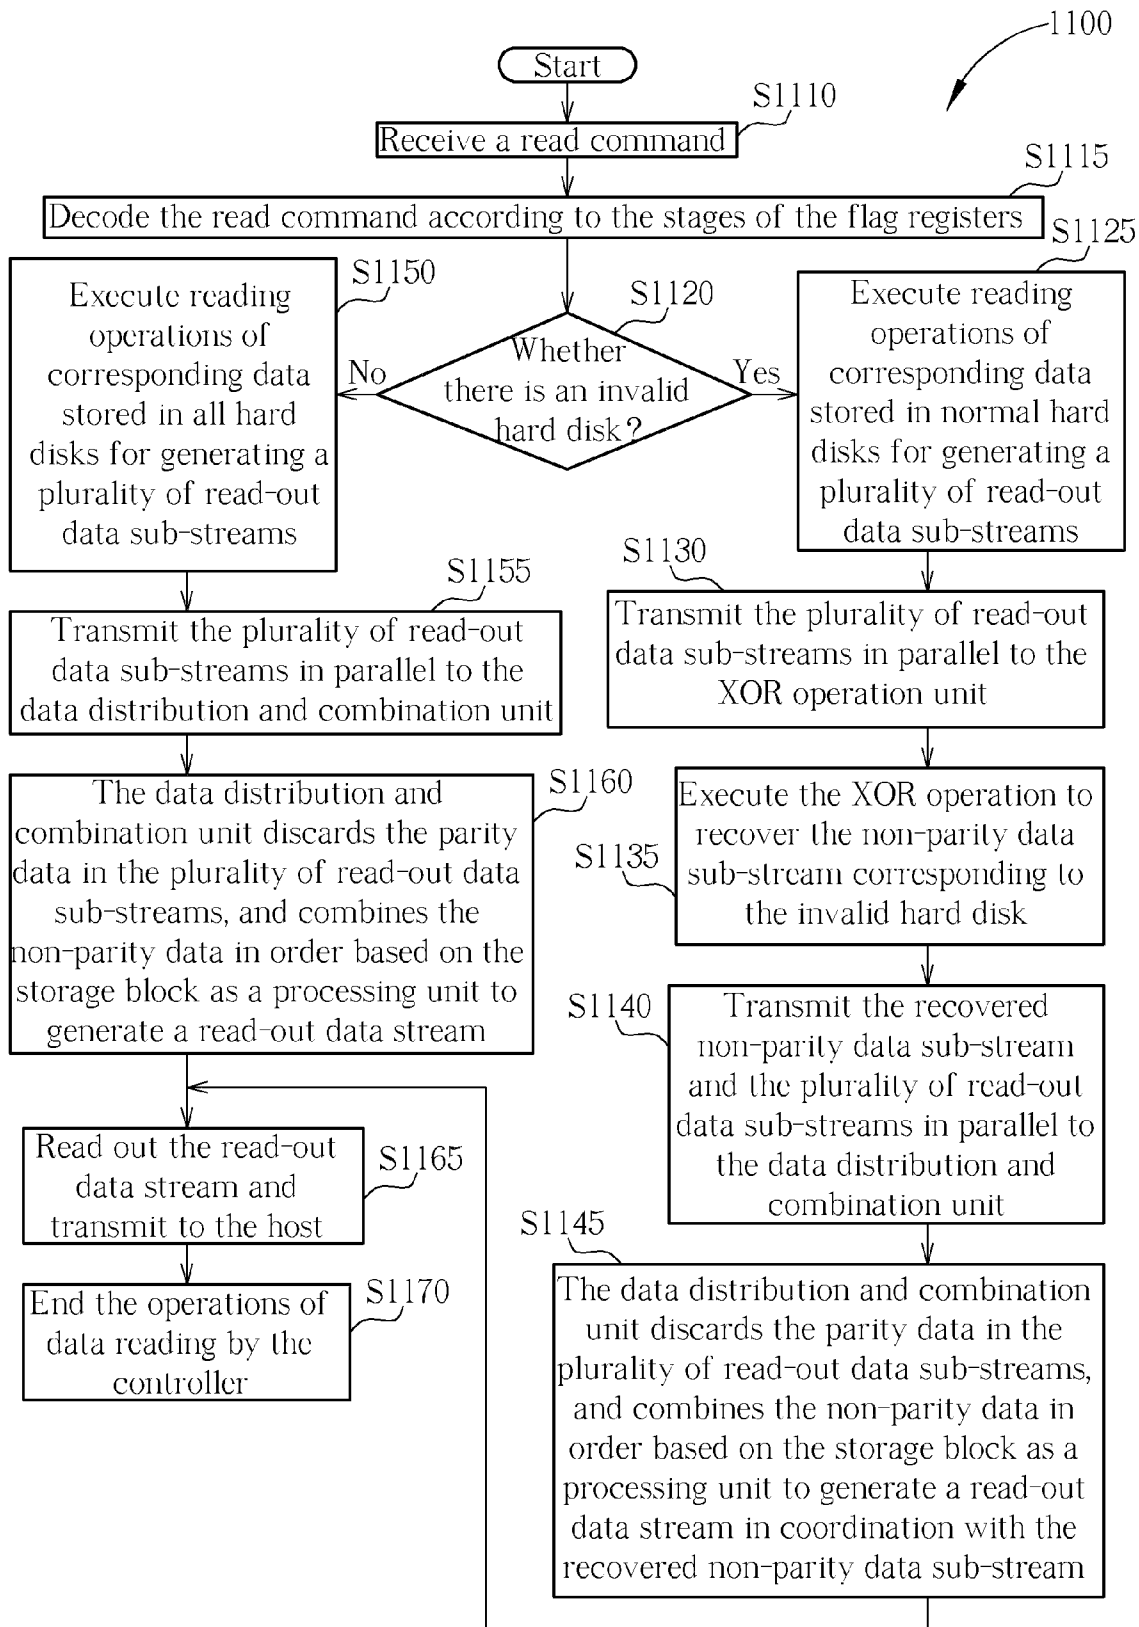 1100
Start
S1110
Receive a read command
S1115
Decode the read command according to the stages of the flag registers
S1120
Whether
there is an invalid
hard disk?
No
Yes
S1150
Execute reading
operations of
corresponding data
stored in all hard
disks for generating a
plurality of read-out
data sub-streams
S1155
Transmit the plurality of read-out
data sub-streams in parallel to the
data distribution and combination unit
S1160
The data distribution and
combination unit discards the parity
data in the plurality of read-out data
sub-streams, and combines the
non-parity data in order based on the
storage block as a processing unit to
generate a read-out data stream
Read out the read-out
data stream and
transmit to the host
S1165
End the operations of
data reading by the
controller
S1170
S1125
Execute reading
operations of
corresponding data
stored in normal hard
disks for generating a
plurality of read-out
data sub-streams
S1130
Transmit the plurality of read-out
data sub-streams in parallel to the
XOR operation unit
S1135
Execute the XOR operation to
recover the non-parity data
sub-stream corresponding to
the invalid hard disk
S1140
Transmit the recovered
non-parity data sub-stream
and the plurality of read-out
data sub-streams in parallel to
the data distribution and
combination unit
S1145
The data distribution and combination
unit discards the parity data in the
plurality of read-out data sub-streams,
and combines the non-parity data in
order based on the storage block as a
processing unit to generate a read-out
data stream in coordination with the
recovered non-parity data sub-stream